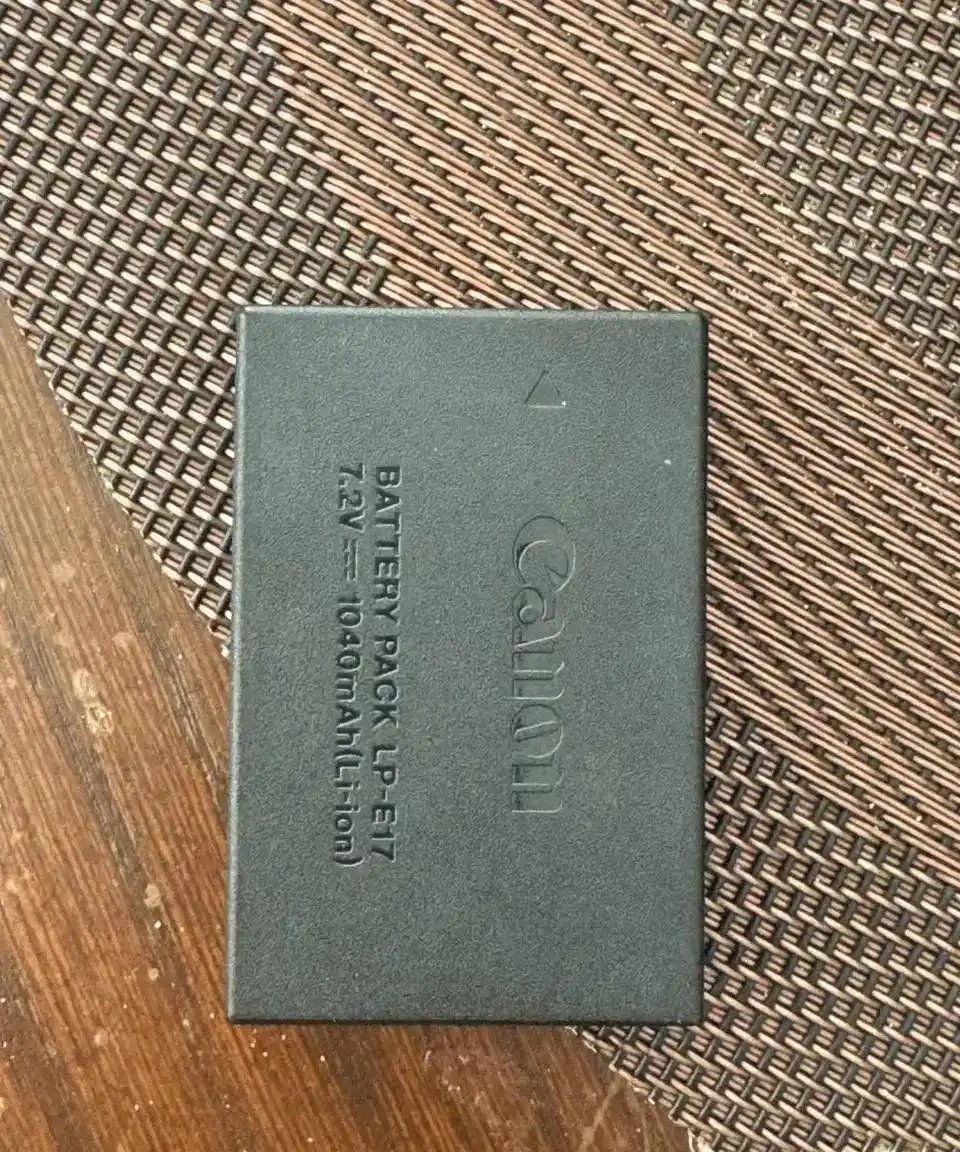 Canon
BATTERY PACK LP-E17
7.2V ⎓ 1040mAh(Li-ion)